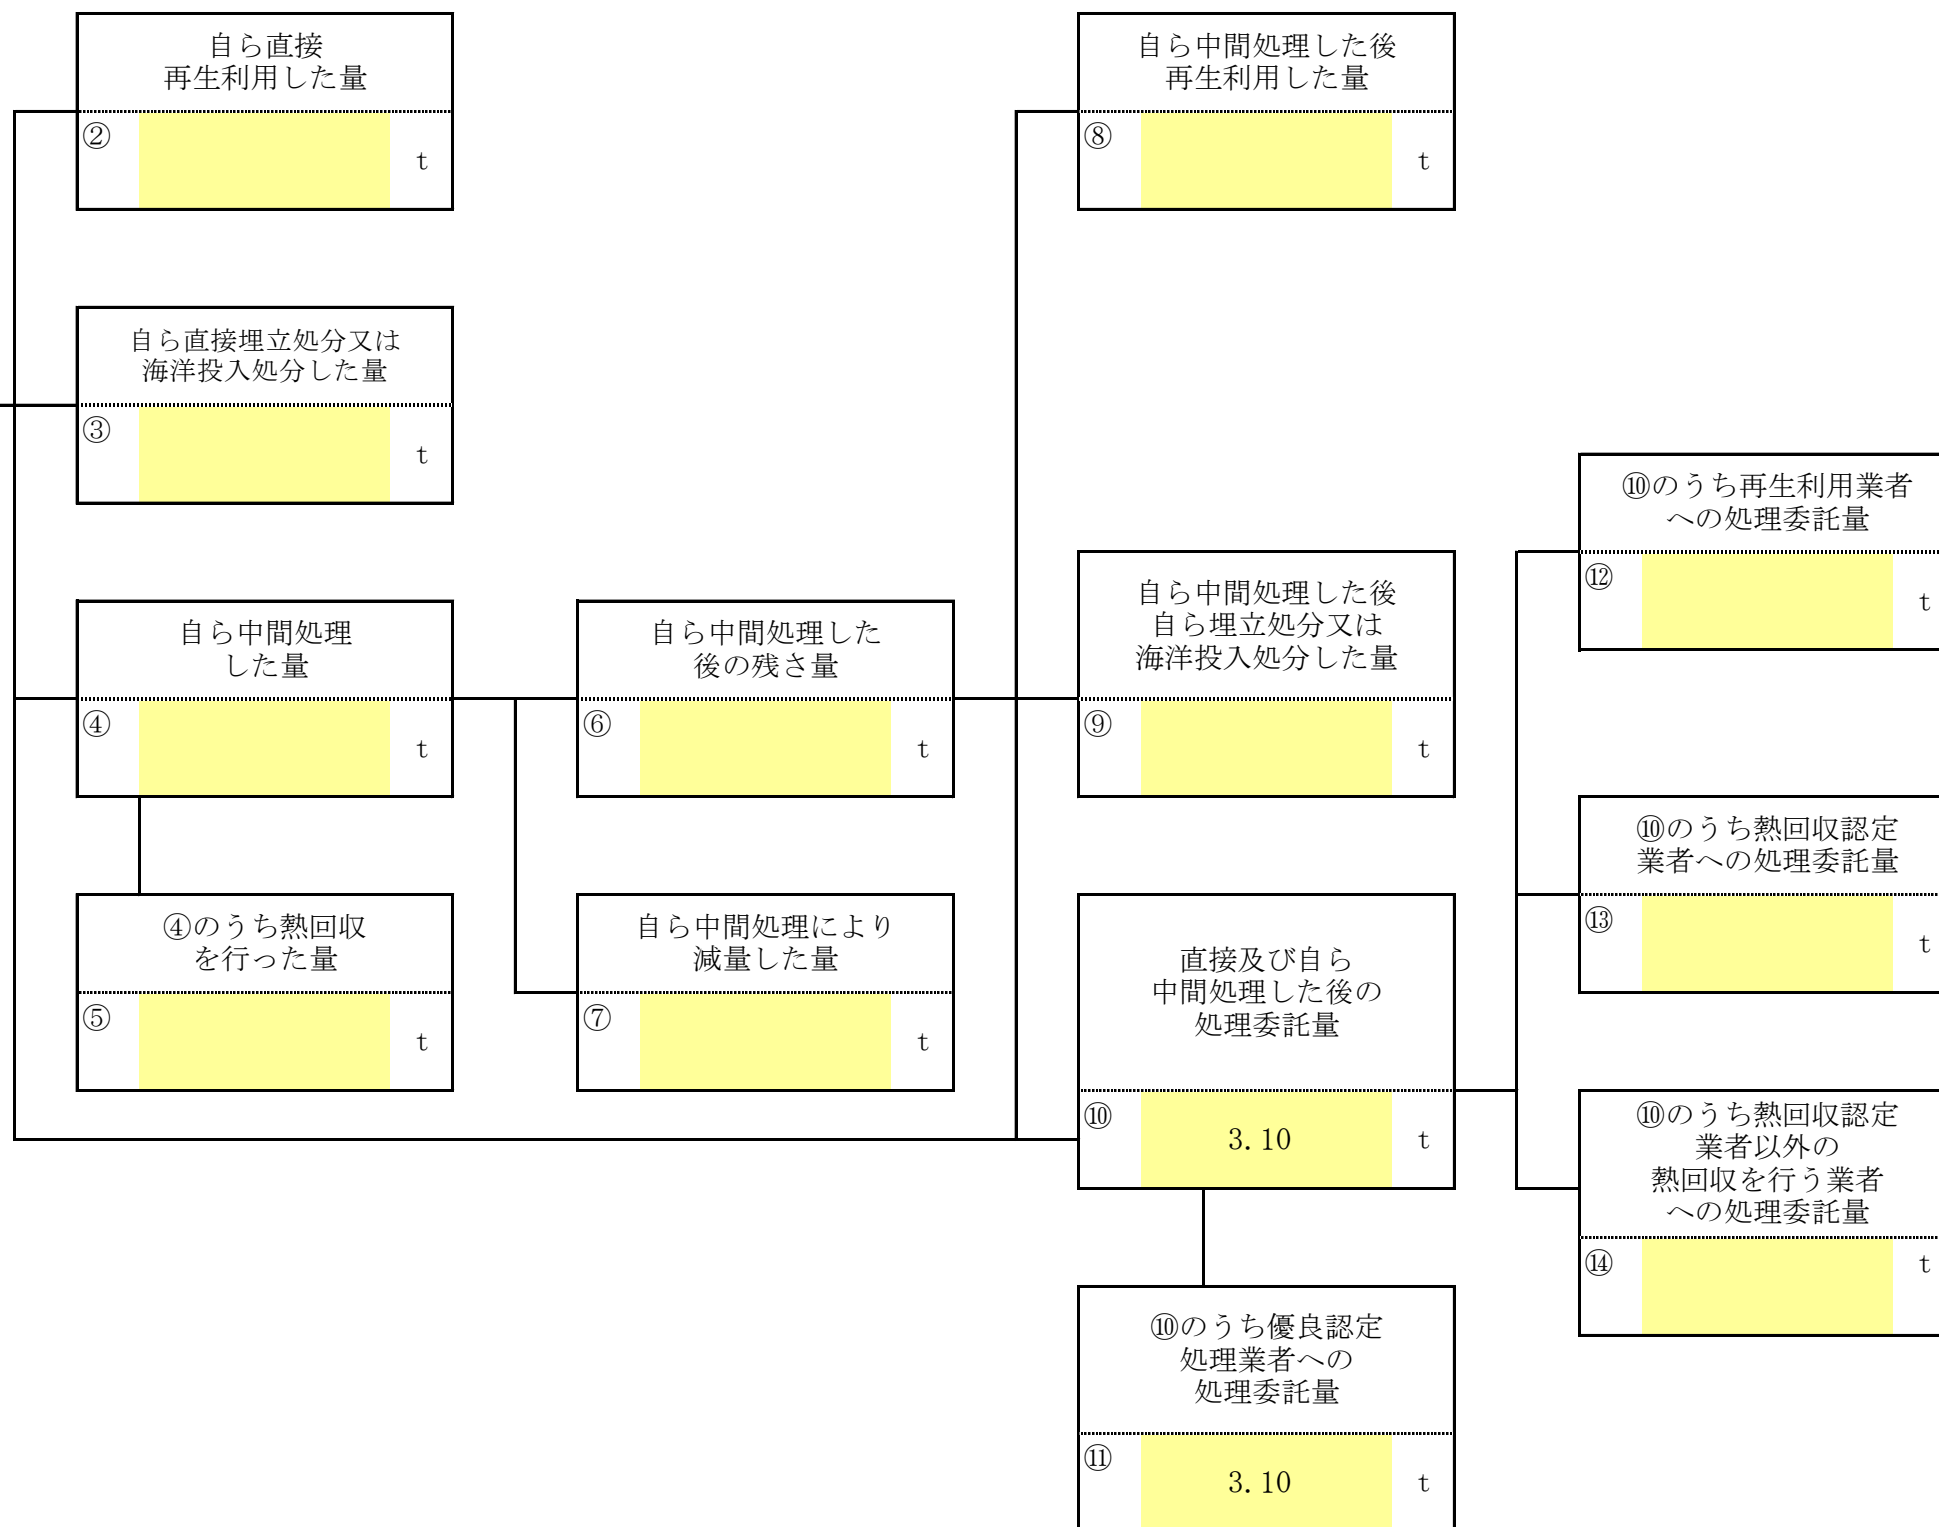 自ら直接
再生利用した量
②
t
自ら中間処理した後
再生利用した量
⑧
t
自ら直接埋立処分又は
海洋投入処分した量
③
t
⑩のうち再生利用業者
への処理委託量
⑫
t
自ら中間処理
した量
④
t
自ら中間処理した
後の残さ量
⑥
t
自ら中間処理した後
自ら埋立処分又は
海洋投入処分した量
⑨
t
⑩のうち熱回収認定
業者への処理委託量
⑬
t
④のうち熱回収
を行った量
⑤
t
自ら中間処理により
減量した量
⑦
t
直接及び自ら
中間処理した後の
処理委託量
⑩
3.10
t
⑩のうち熱回収認定
業者以外の
熱回収を行う業者
への処理委託量
⑭
t
⑩のうち優良認定
処理業者への
処理委託量
⑪
3.10
t